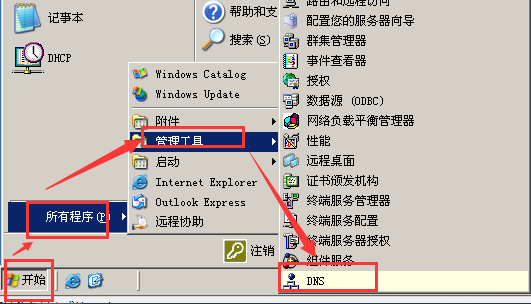 记事本
DHCP
帮助和支
搜索(S)
Windows Catalog
Windows Update
附件
管理工具
启动
Internet Explorer
Outlook Express
远程协助
所有程序(P)
注销
开始
路由和远程访问
配置您的服务器向导
群集管理器
事件查看器
授权
数据源 (ODBC)
网络负载平衡管理器
性能
远程桌面
证书颁发机构
终端服务管理器
终端服务配置
终端服务器授权
组件服务
DNS